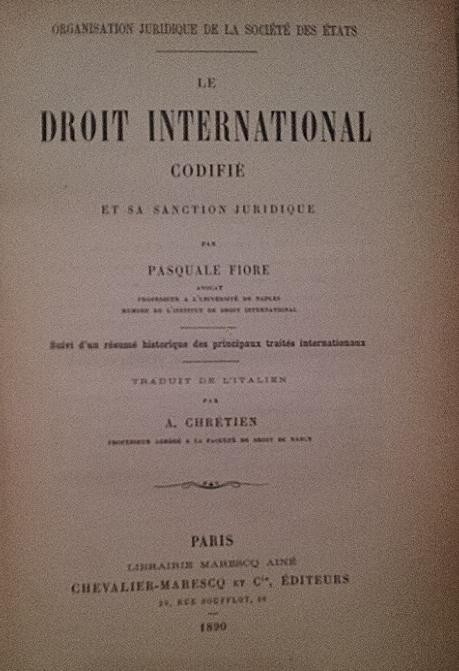 ORGANISATION JURIDIQUE DE LA SOCIÉTÉ DES ÉTATS
LE
DROIT INTERNATIONAL
CODIFIÉ
ET SA SANCTION JURIDIQUE
PAR
PASQUALE FIORE
AVOCAT
PROFESSEUR A L'UNIVERSITÉ DE NAPLES
MEMBRE DE L'INSTITUT DE DROIT INTERNATIONAL
Suivi d'un résumé historique des principaux traités internationaux
TRADUIT DE L'ITALIEN
PAR
A. CHRÉTIEN
PROFESSEUR AGRÉGÉ A LA FACULTÉ DE DROIT DE NANCY
PARIS
LIBRAIRIE MARESCQ AINÉ
CHEVALIER-MARESCQ ET Cie, ÉDITEURS
20, RUE SOUFFLOT, 20
1890